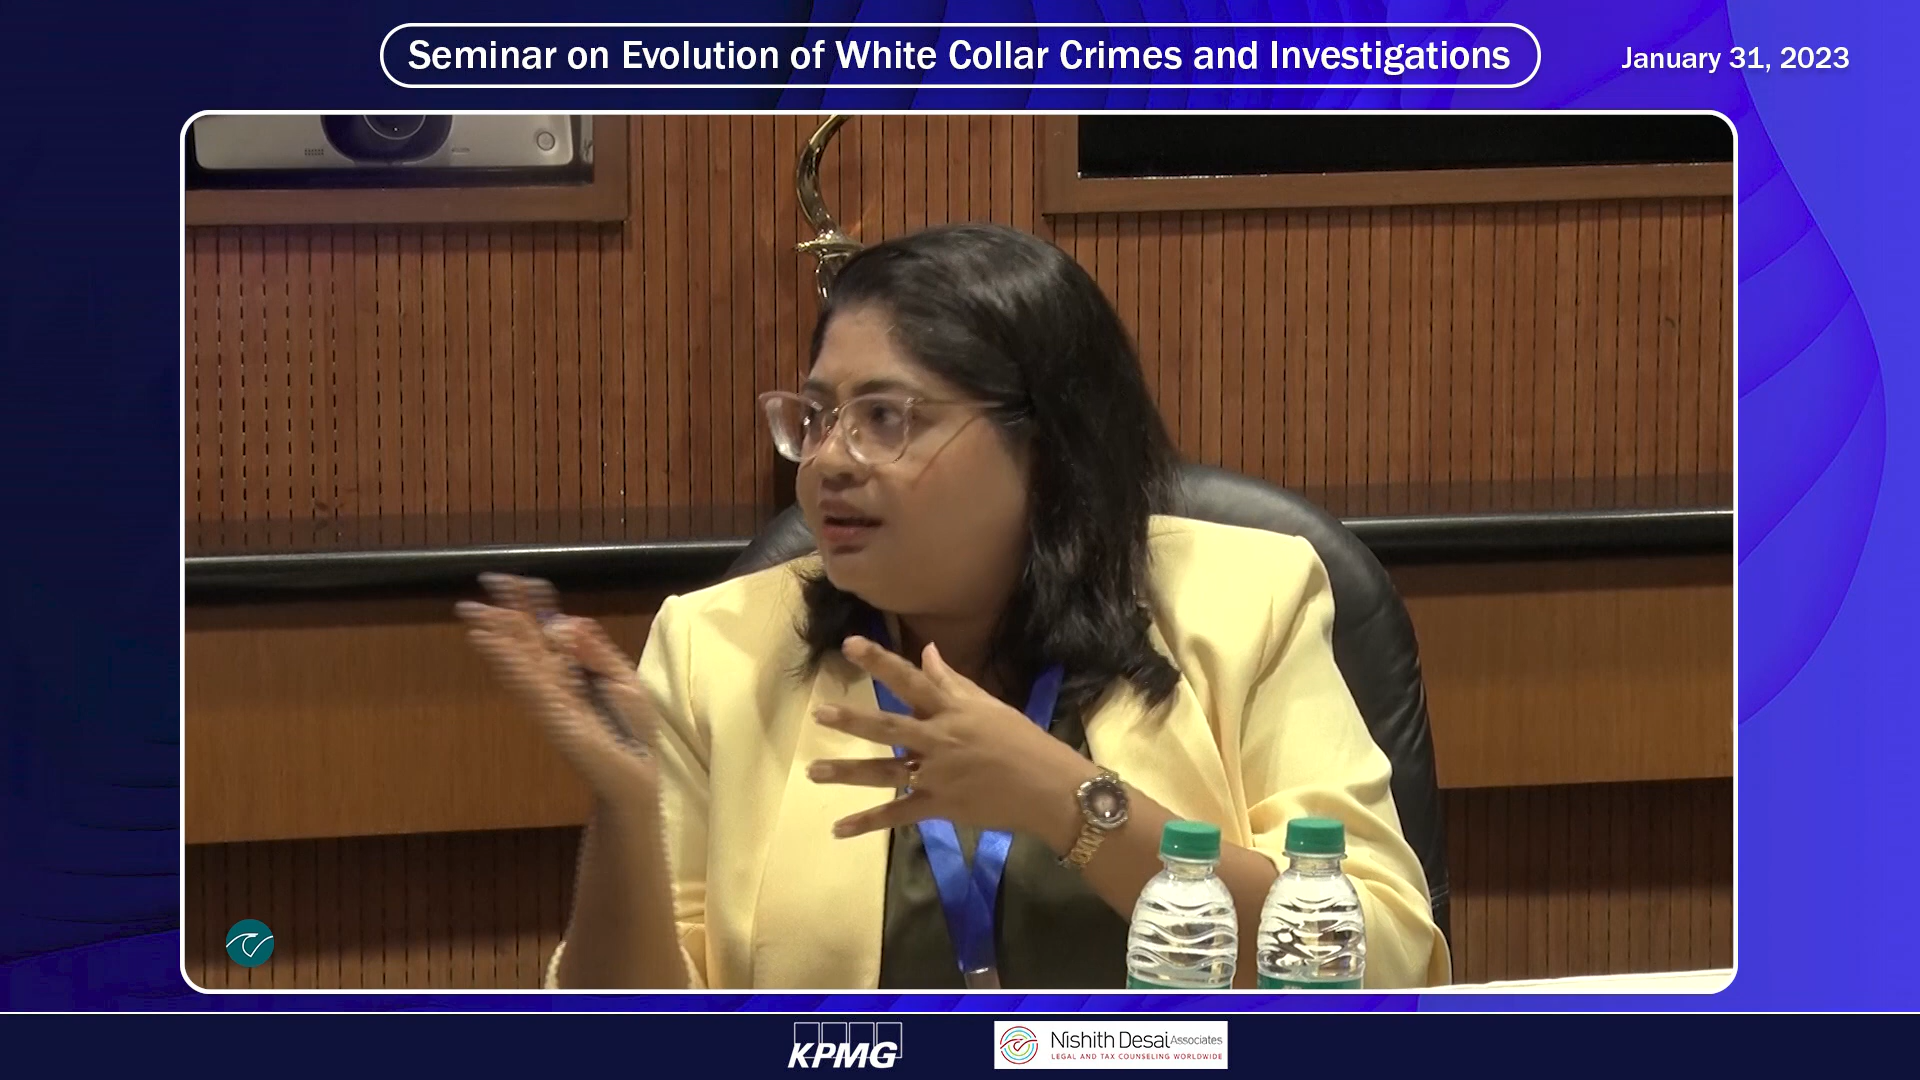 Seminar on Evolution of White Collar Crimes and Investigations
January 31, 2023
KPMG
Nishith Desai Associates
LEGAL AND TAX COUNSELING WORLDWIDE